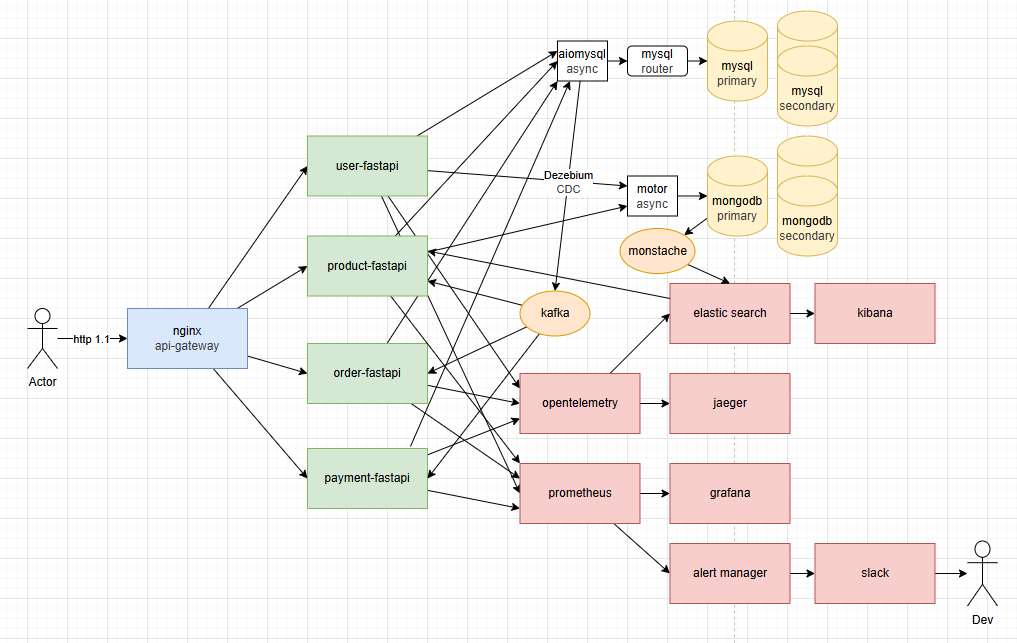 aiomysql
async
mysql
router
mysql
primary
mysql
secondary
user-fastapi
Dezebium
CDC
motor
async
mongodb
primary
mongodb
secondary
monstache
product-fastapi
kafka
elastic search
kibana
http 1.1
nginx
api-gateway
Actor
order-fastapi
opentelemetry
jaeger
payment-fastapi
prometheus
grafana
alert manager
slack
Dev